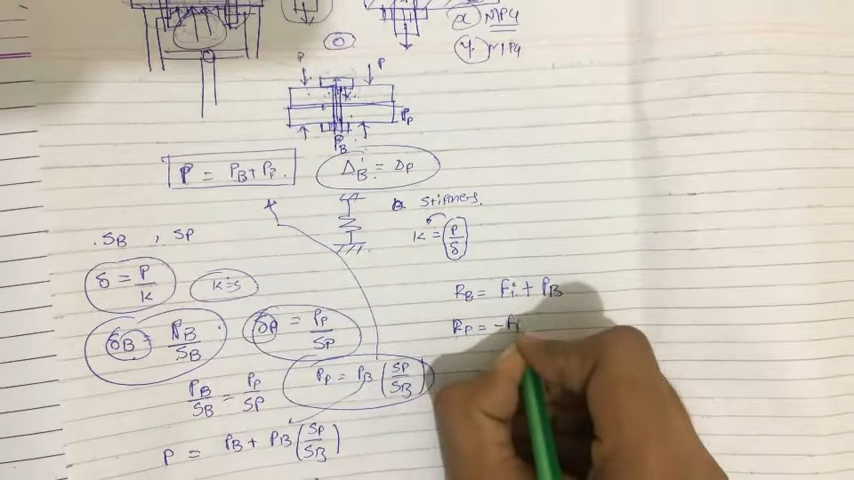 x MPa
y. MPa
P P
Pp
PB
P = PB + Pp.
ΔB = Δp
Stiffness.
K = P/δ
SB , Sp
δ = P/K
K = S
RB = Fi + PB
Rp = -Fi
δB = PB/SB
δp = Pp/Sp
PB/SB = Pp/Sp
Pp = PB (Sp/SB)
P = PB + PB (Sp/SB)